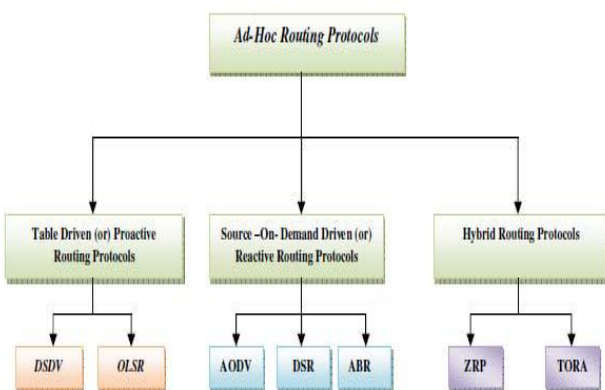 Ad-Hoc Routing Protocols
Table Driven (or) Proactive
Routing Protocols
Source –On- Demand Driven (or)
Reactive Routing Protocols
Hybrid Routing Protocols
DSDV
OLSR
AODV
DSR
ABR
ZRP
TORA